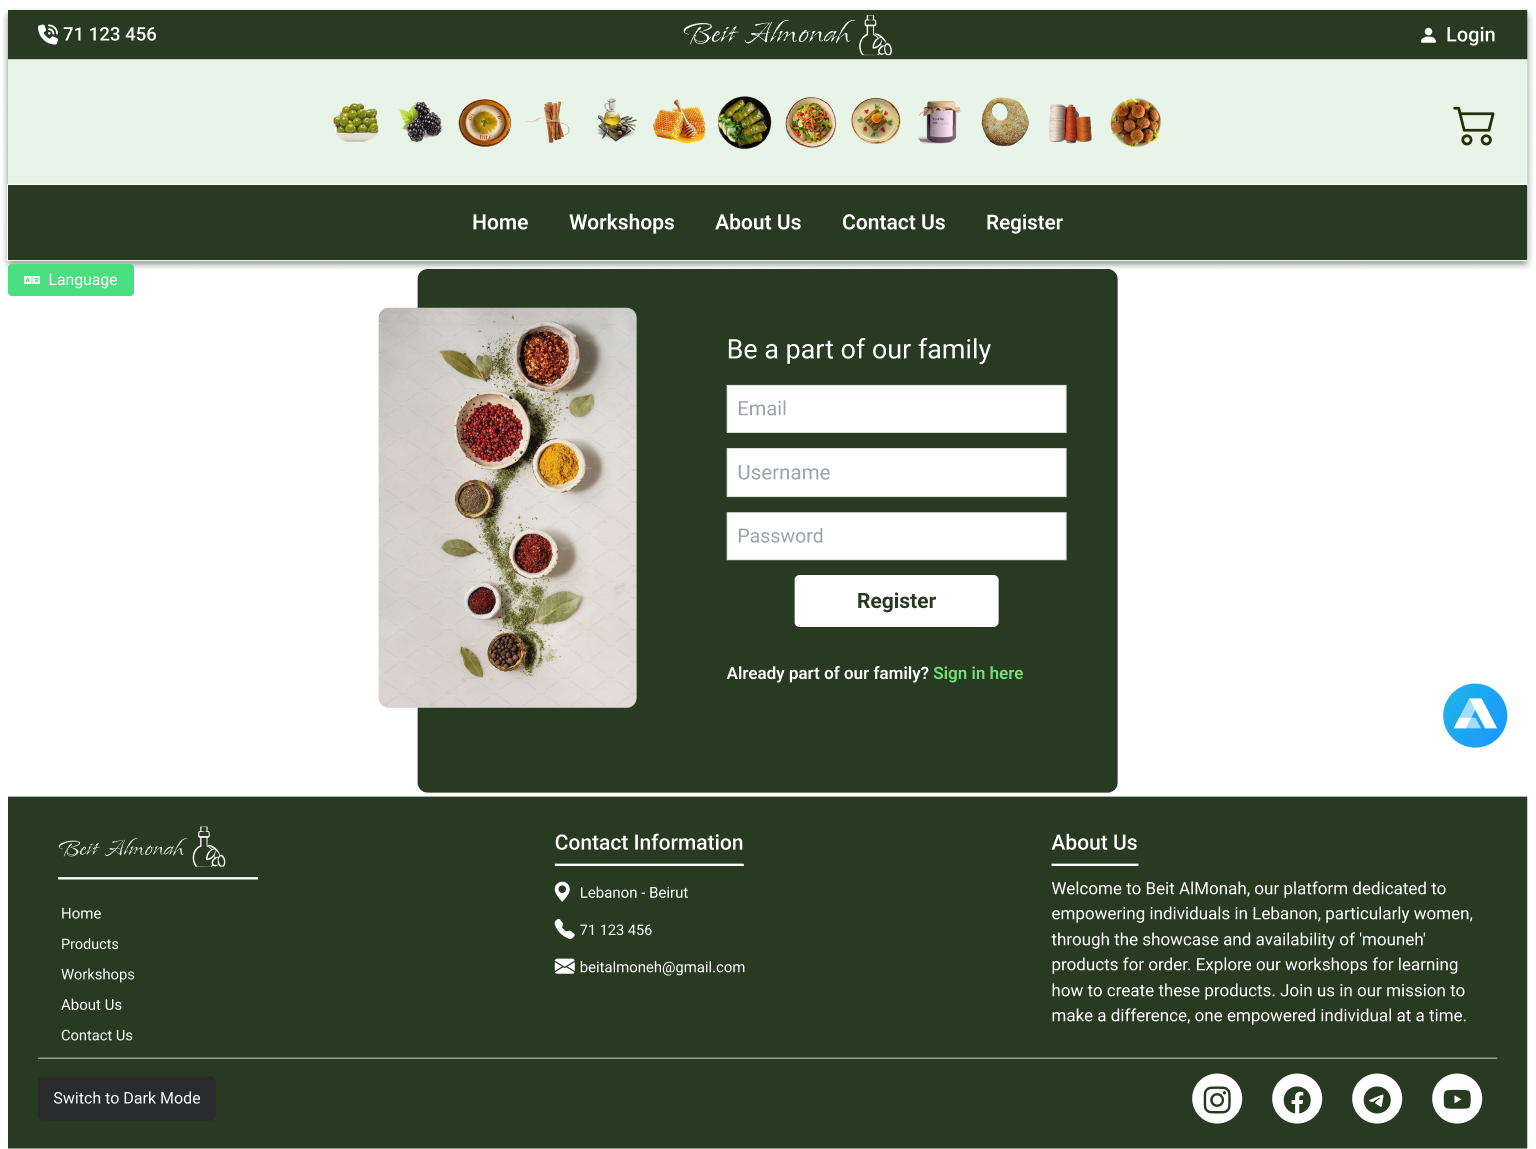 71 123 456
Beit Almonah
Login
Home
Workshops
About Us
Contact Us
Register
Language
Be a part of our family
Email
Username
Password
Register
Already part of our family? Sign in here
Beit Almonah
Home
Products
Workshops
About Us
Contact Us
Contact Information
Lebanon - Beirut
71 123 456
beitalmoneh@gmail.com
About Us
Welcome to Beit AlMonah, our platform dedicated to
empowering individuals in Lebanon, particularly women,
through the showcase and availability of 'mouneh'
products for order. Explore our workshops for learning
how to create these products. Join us in our mission to
make a difference, one empowered individual at a time.
Switch to Dark Mode